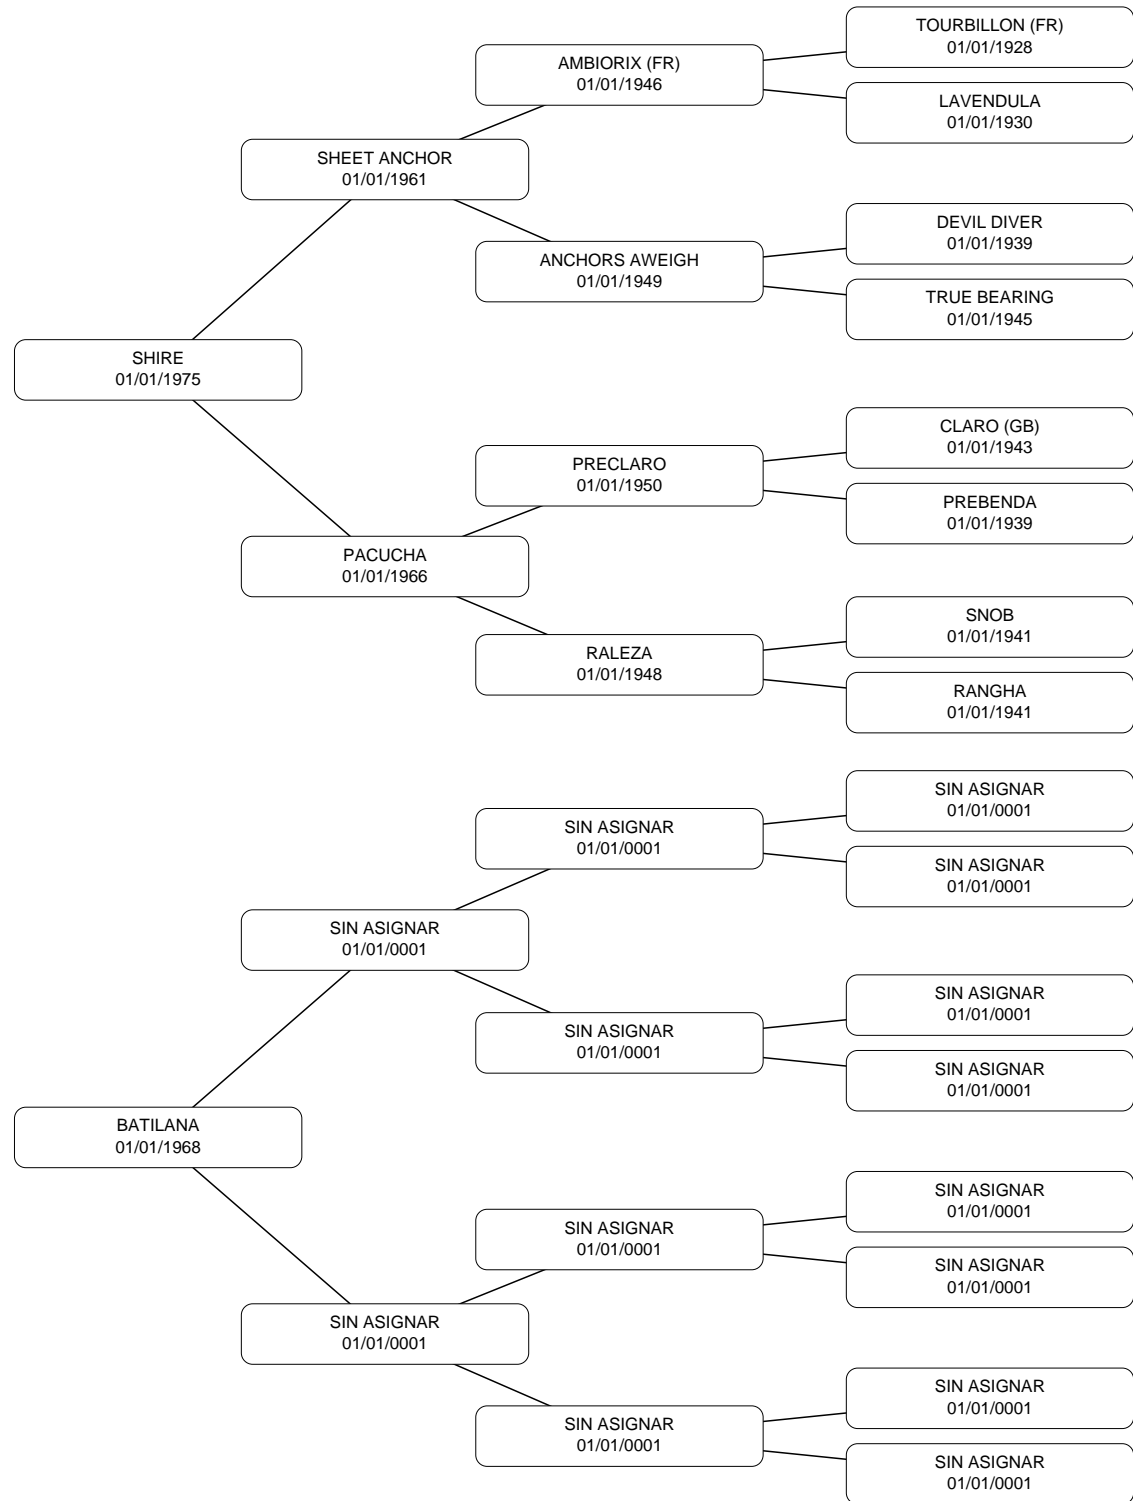 TOURBILLON (FR)
01/01/1928
AMBIORIX (FR)
01/01/1946
LAVENDULA
01/01/1930
SHEET ANCHOR
01/01/1961
DEVIL DIVER
01/01/1939
ANCHORS AWEIGH
01/01/1949
TRUE BEARING
01/01/1945
SHIRE
01/01/1975
CLARO (GB)
01/01/1943
PRECLARO
01/01/1950
PREBENDA
01/01/1939
PACUCHA
01/01/1966
SNOB
01/01/1941
RALEZA
01/01/1948
RANGHA
01/01/1941
SIN ASIGNAR
01/01/0001
SIN ASIGNAR
01/01/0001
SIN ASIGNAR
01/01/0001
SIN ASIGNAR
01/01/0001
SIN ASIGNAR
01/01/0001
SIN ASIGNAR
01/01/0001
SIN ASIGNAR
01/01/0001
BATILANA
01/01/1968
SIN ASIGNAR
01/01/0001
SIN ASIGNAR
01/01/0001
SIN ASIGNAR
01/01/0001
SIN ASIGNAR
01/01/0001
SIN ASIGNAR
01/01/0001
SIN ASIGNAR
01/01/0001
SIN ASIGNAR
01/01/0001